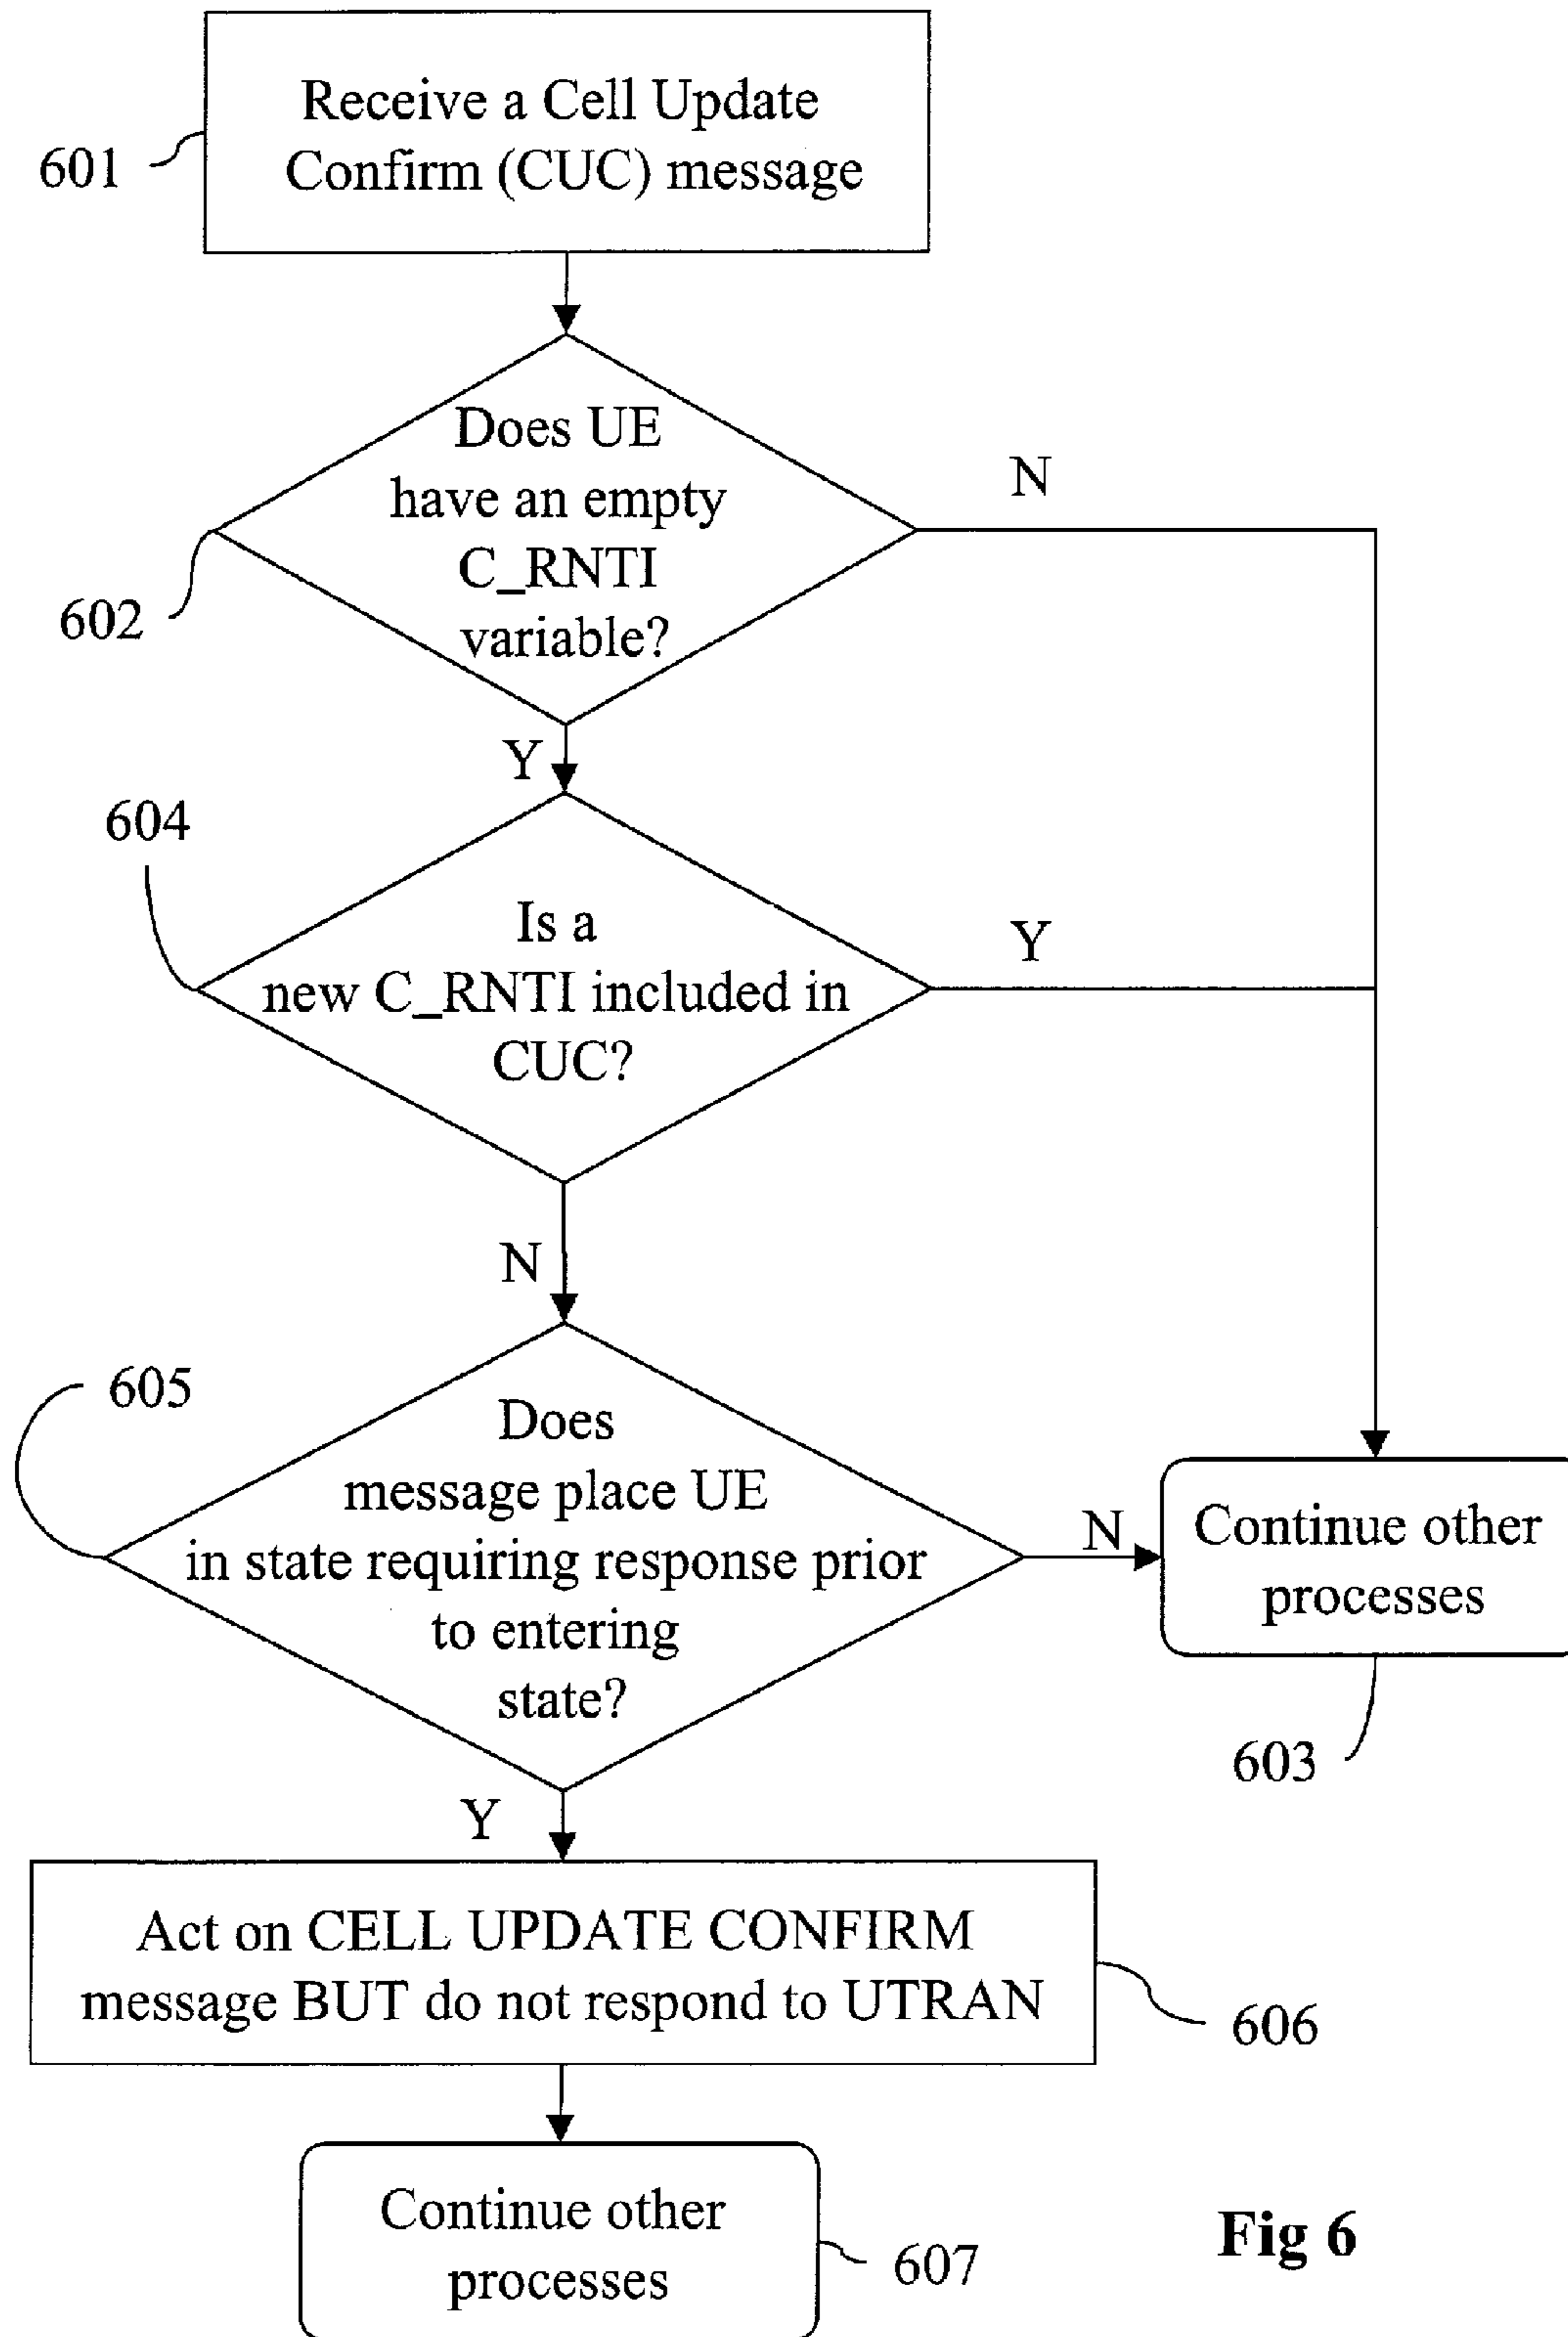 Receive a Cell Update
Confirm (CUC) message
601
Does UE
have an empty
C_RNTI
variable?
N
602
Y
604
Is a
new C_RNTI included in
CUC?
Y
N
605
Does
message place UE
in state requiring response prior
to entering
state?
N
Continue other
processes
603
Y
Act on CELL UPDATE CONFIRM
message BUT do not respond to UTRAN
606
Continue other
processes
607
Fig 6